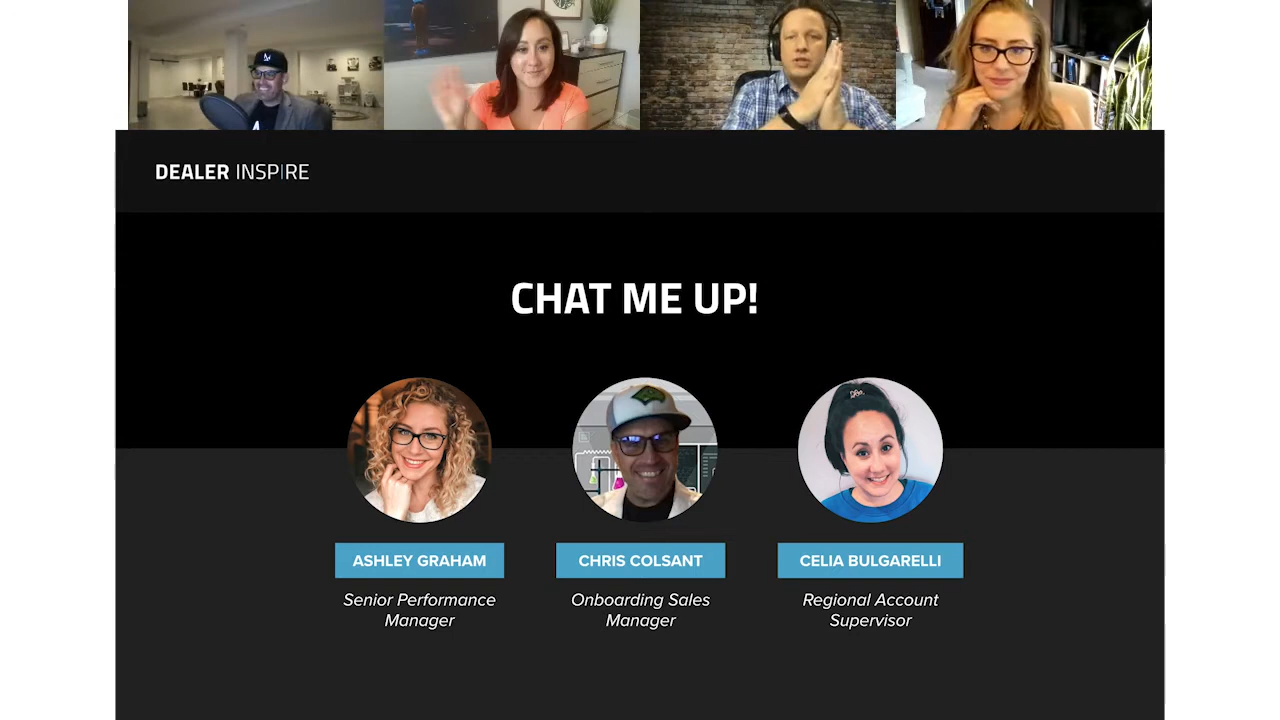 DEALER INSPIRE
CHAT ME UP!
ASHLEY GRAHAM
Senior Performance
Manager
CHRIS COLSANT
Onboarding Sales
Manager
CELIA BULGARELLI
Regional Account
Supervisor